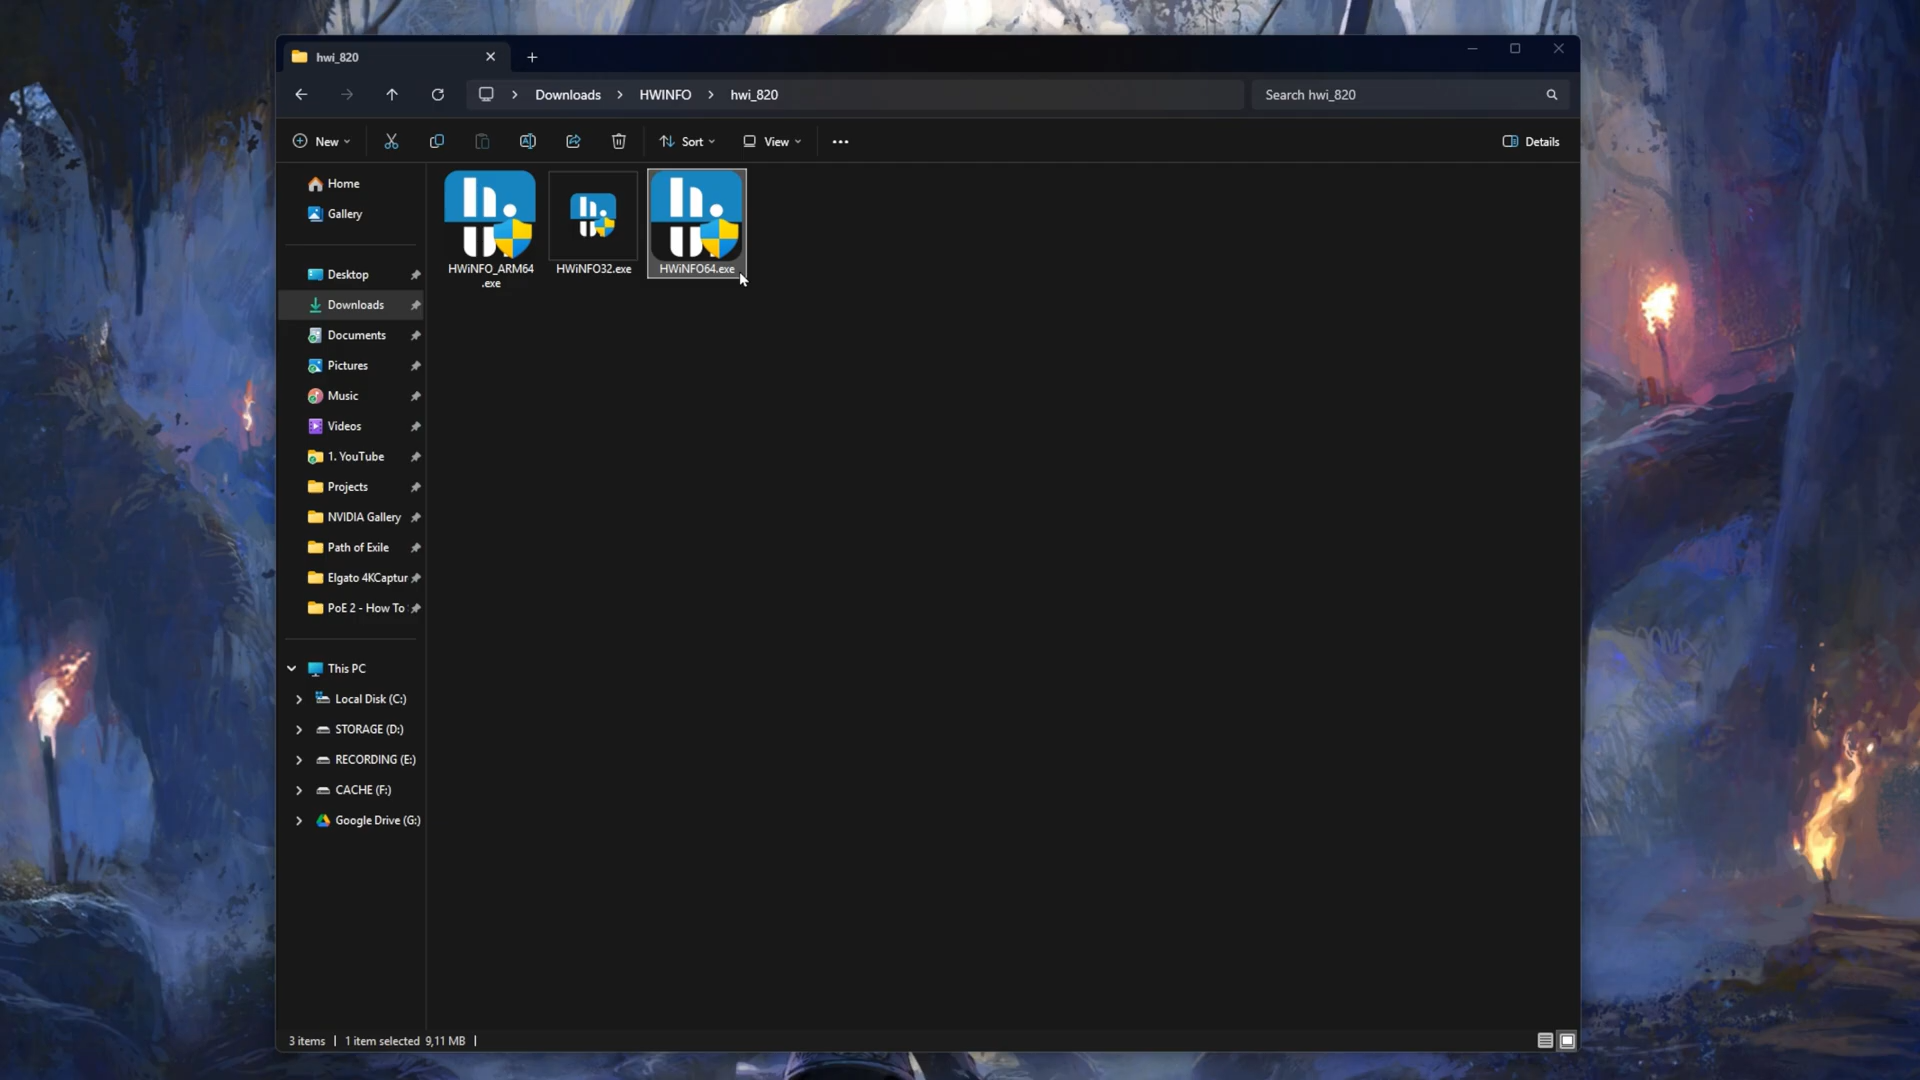 hwi_820
Downloads
HWINFO
hwi_820
Search hwi_820
New
Sort
View
Details
Home
Gallery
Desktop
Downloads
Documents
Pictures
Music
Videos
1. YouTube
Projects
NVIDIA Gallery
Path of Exile
Elgato 4KCaptur
PoE 2 - How To
This PC
Local Disk (C:)
STORAGE (D:)
RECORDING (E:)
CACHE (F:)
Google Drive (G:)
HWiNFO_ARM64
.exe
HWiNFO32.exe
HWiNFO64.exe
3 items
1 item selected 9,11 MB